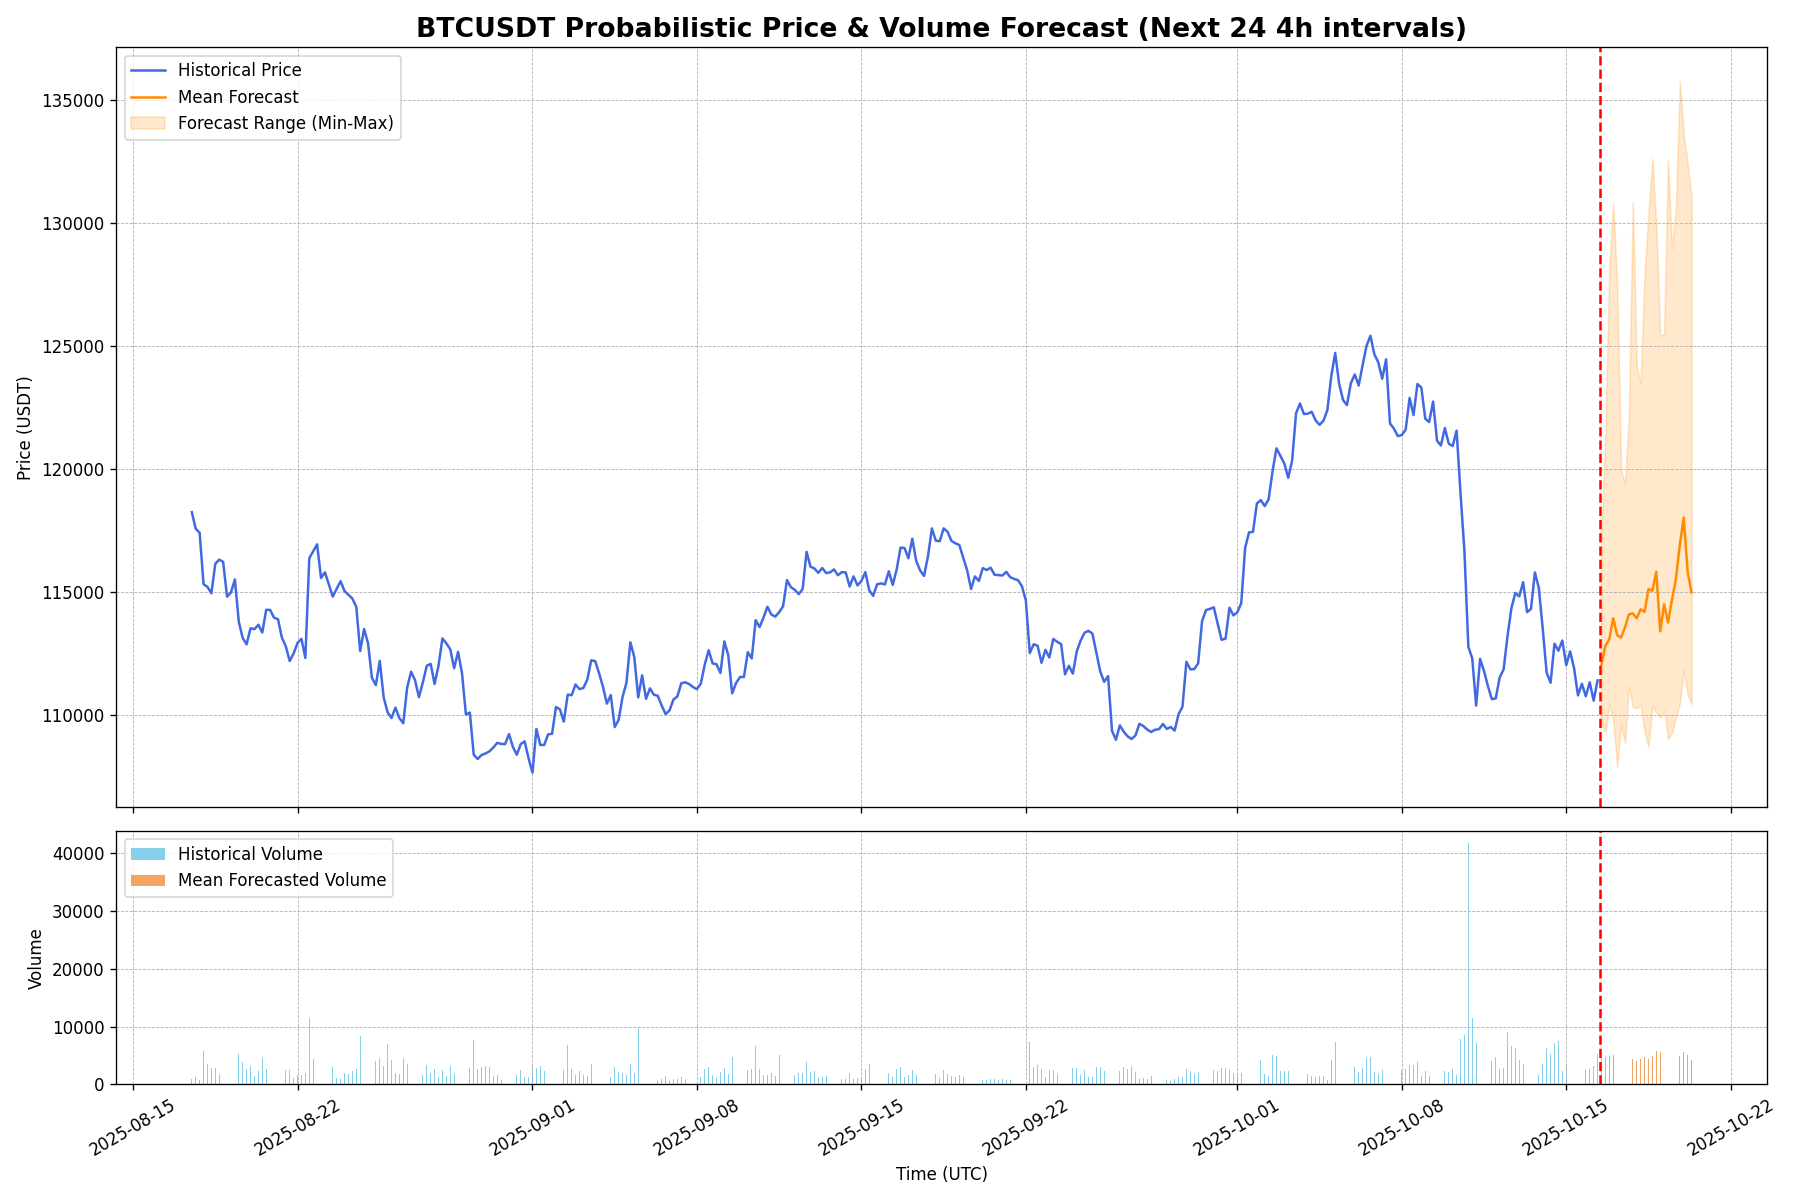 BTCUSDT Probabilistic Price & Volume Forecast (Next 24 4h intervals)
Historical Price
Mean Forecast
Forecast Range (Min-Max)
135000
130000
125000
120000
115000
110000
Price (USDT)
Historical Volume
Mean Forecasted Volume
40000
30000
20000
10000
0
Volume
2025-08-15
2025-08-22
2025-09-01
2025-09-08
2025-09-15
2025-09-22
2025-10-01
2025-10-08
2025-10-15
2025-10-22
Time (UTC)